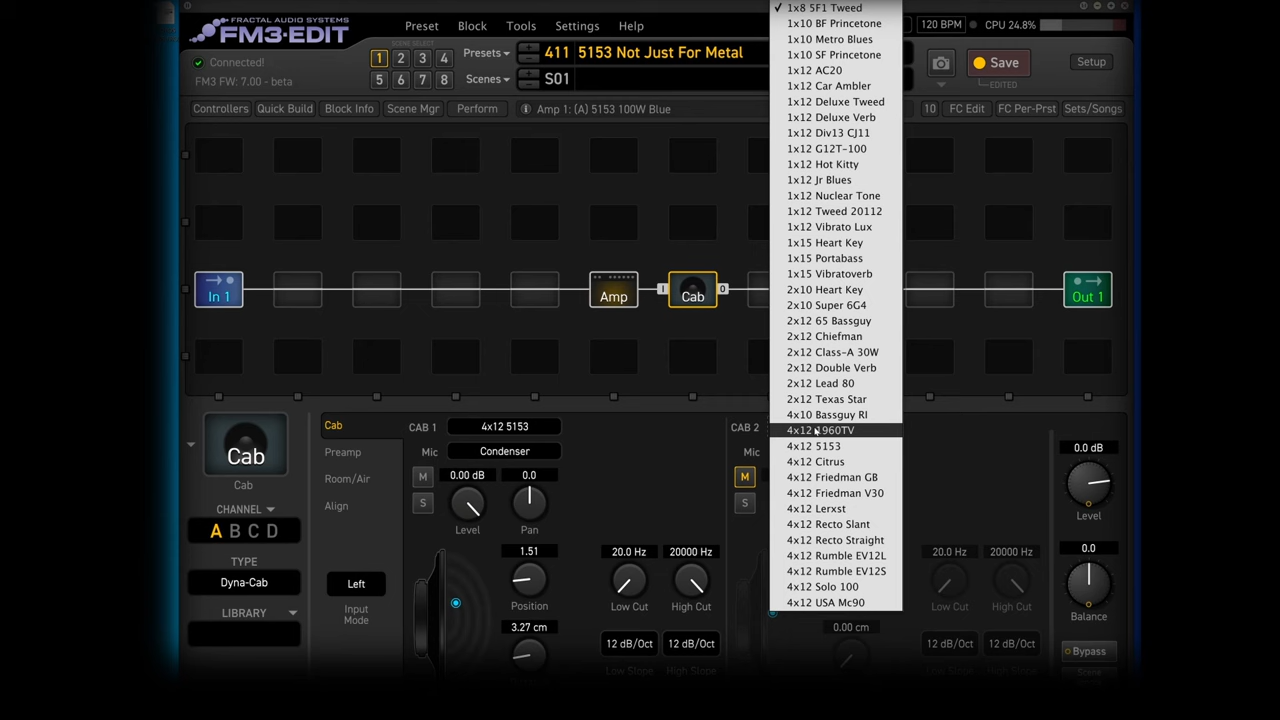 FRACTAL AUDIO SYSTEMS
FM3-EDIT
Preset Block Tools Settings Help
120 BPM CPU 24.8%
Connected!
FM3 FW: 7.00 - beta
SCENE SELECT
1 2 3 4
5 6 7 8
Presets 411 5153 Not Just For Metal
Scenes S01
Save
EDITED
Setup
Controllers Quick Build Block Info Scene Mgr Perform Amp 1: (A) 5153 100W Blue 10 FC Edit FC Per-Prst Sets/Songs
1x8 5F1 Tweed
1x10 BF Princetone
1x10 Metro Blues
1x10 SF Princetone
1x12 AC20
1x12 Car Ambler
1x12 Deluxe Tweed
1x12 Deluxe Verb
1x12 Div13 CJ11
1x12 G12T-100
1x12 Hot Kitty
1x12 Jr Blues
1x12 Nuclear Tone
1x12 Tweed 20112
1x12 Vibrato Lux
1x15 Heart Key
1x15 Portabass
1x15 Vibratoverb
2x10 Heart Key
2x10 Super 6G4
2x12 65 Bassguy
2x12 Chiefman
2x12 Class-A 30W
2x12 Double Verb
2x12 Lead 80
2x12 Texas Star
4x10 Bassguy RI
4x12 1960TV
4x12 5153
4x12 Citrus
4x12 Friedman GB
4x12 Friedman V30
4x12 Lerxst
4x12 Recto Slant
4x12 Recto Straight
4x12 Rumble EV12L
4x12 Rumble EV12S
4x12 Solo 100
4x12 USA Mc90
In 1 Amp I Cab O Out 1
Cab
Cab
CHANNEL
A B C D
TYPE
Dyna-Cab
LIBRARY
Cab
Preamp
Room/Air
Align
Left
Input
Mode
CAB 1 4x12 5153
Mic Condenser
M 0.00 dB 0.0
S
Level Pan
1.51 20.0 Hz 20000 Hz
Position Low Cut High Cut
3.27 cm 12 dB/Oct 12 dB/Oct
Low Slope High Slope
CAB 2
Mic
M
S
20.0 Hz 20000 Hz
Low Cut High Cut
0.00 cm 12 dB/Oct 12 dB/Oct
0.0 dB
Level
0.0
Balance
Bypass
Scene